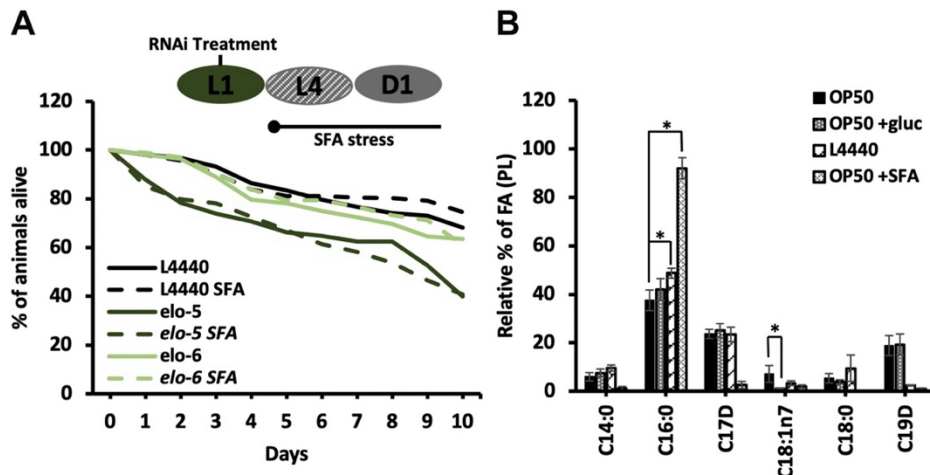 A
RNAi Treatment
L1
L4
D1
SFA stress
120
100
80
60
40
20
0
% of animals alive
L4440
L4440 SFA
elo-5
elo-5 SFA
elo-6
elo-6 SFA
0 1 2 3 4 5 6 7 8 9 10
Days
B
OP50
OP50 +gluc
L4440
OP50 +SFA
120
100
80
60
40
20
0
Relative % of FA (PL)
*
*
*
C14:0
C16:0
C17D
C18:1n7
C18:0
C19D